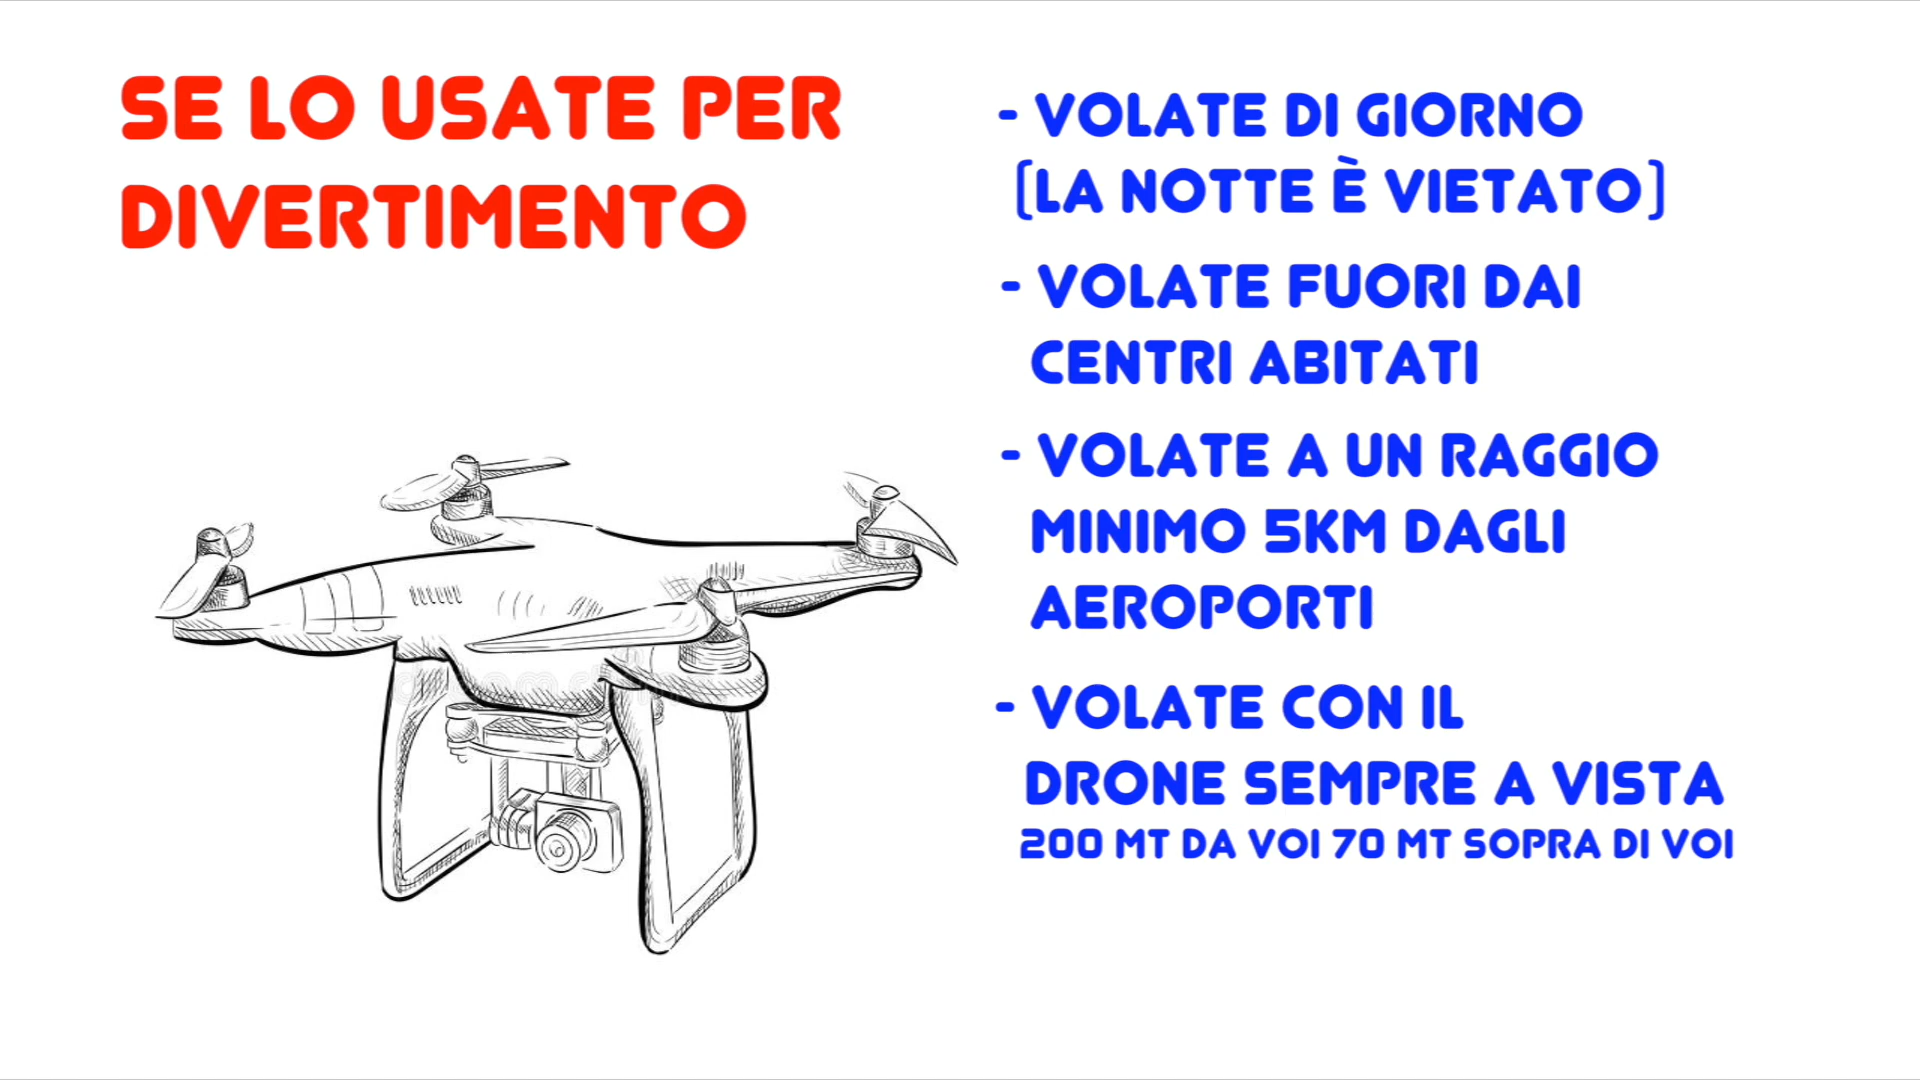 SE LO USATE PER
DIVERTIMENTO
- VOLATE DI GIORNO
(LA NOTTE È VIETATO)
- VOLATE FUORI DAI
CENTRI ABITATI
- VOLATE A UN RAGGIO
MINIMO 5KM DAGLI
AEROPORTI
- VOLATE CON IL
DRONE SEMPRE A VISTA
200 MT DA VOI 70 MT SOPRA DI VOI